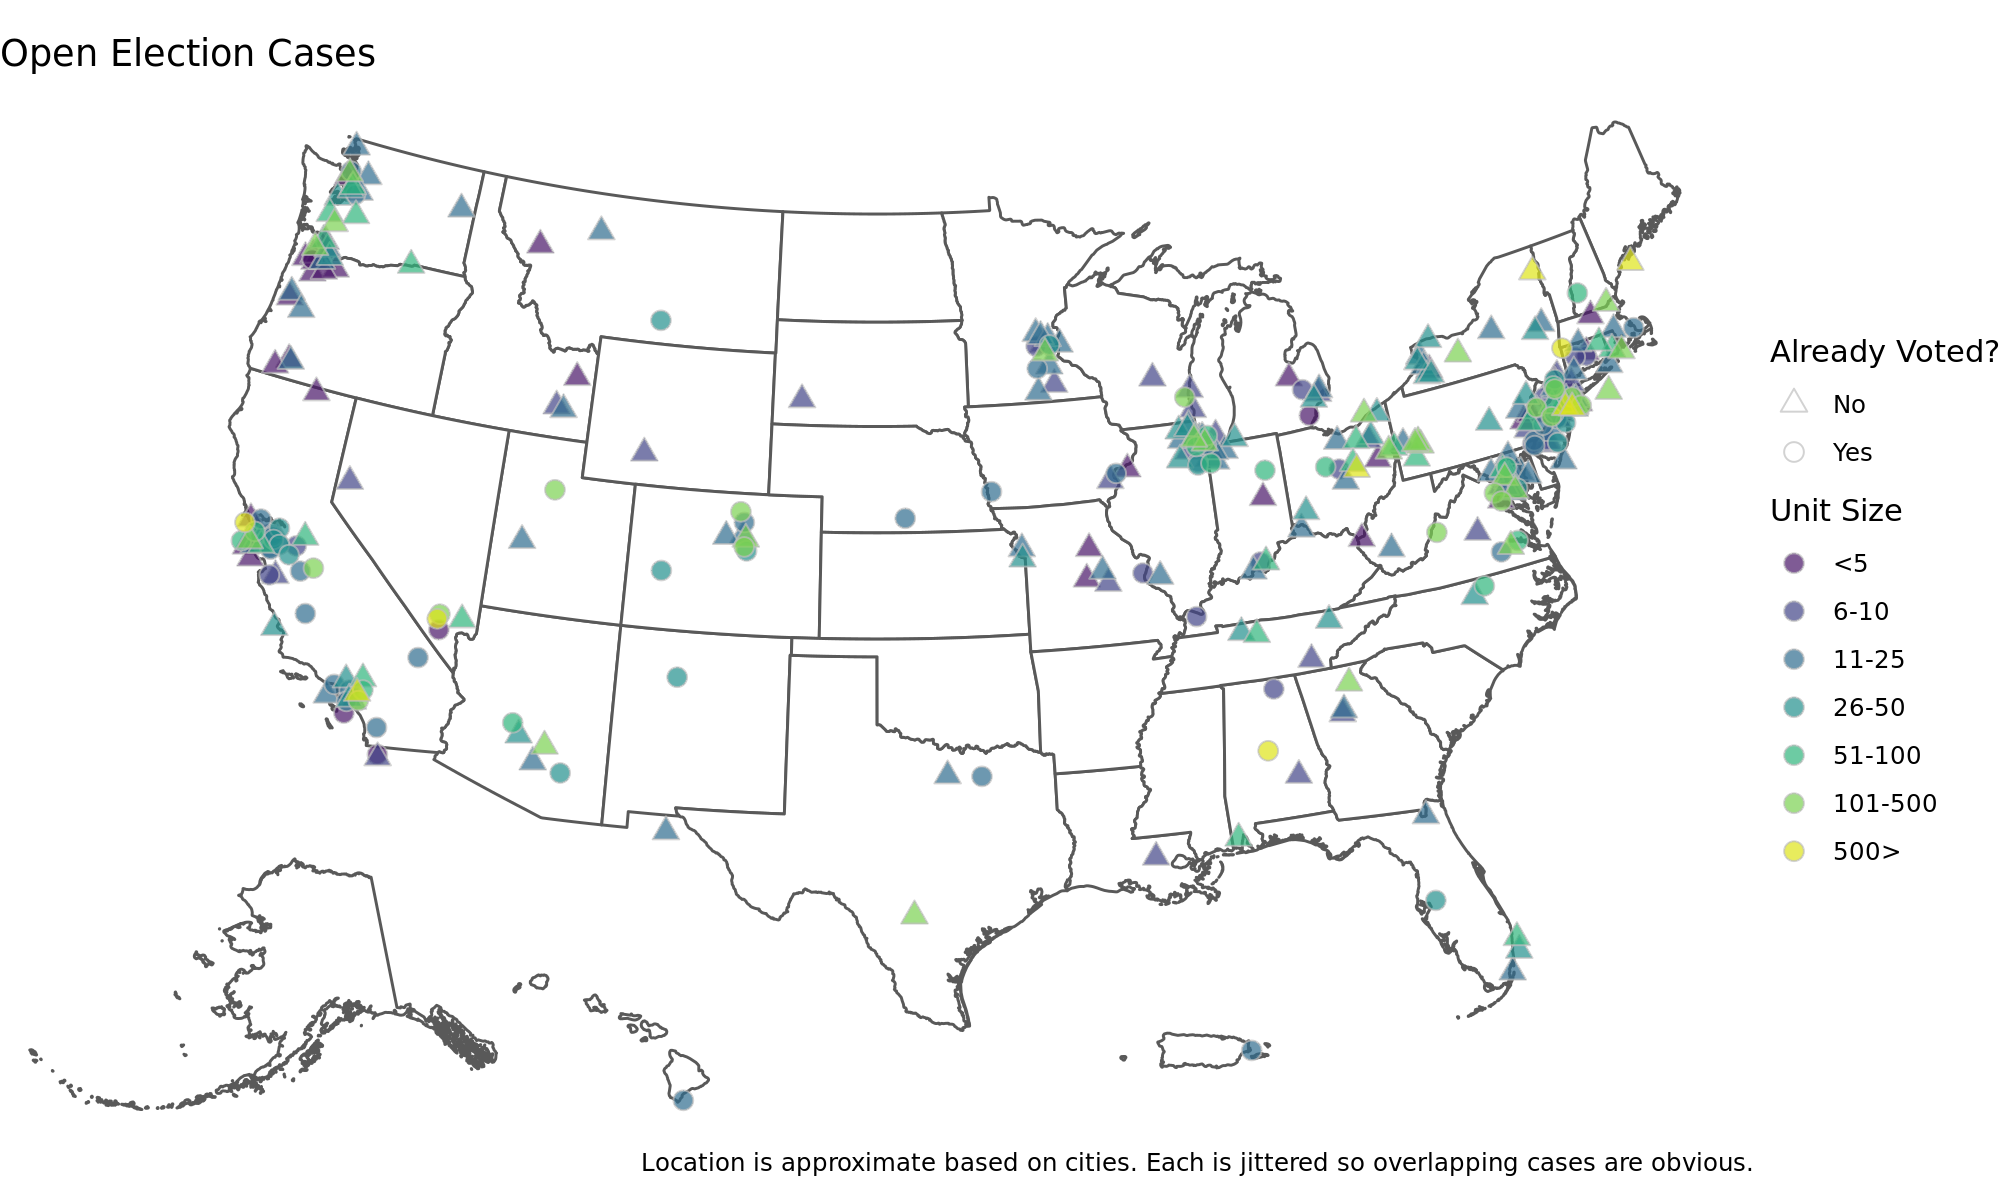 Open Election Cases
Already Voted?
No
Yes
Unit Size
<5
6-10
11-25
26-50
51-100
101-500
500>
Location is approximate based on cities. Each is jittered so overlapping cases are obvious.